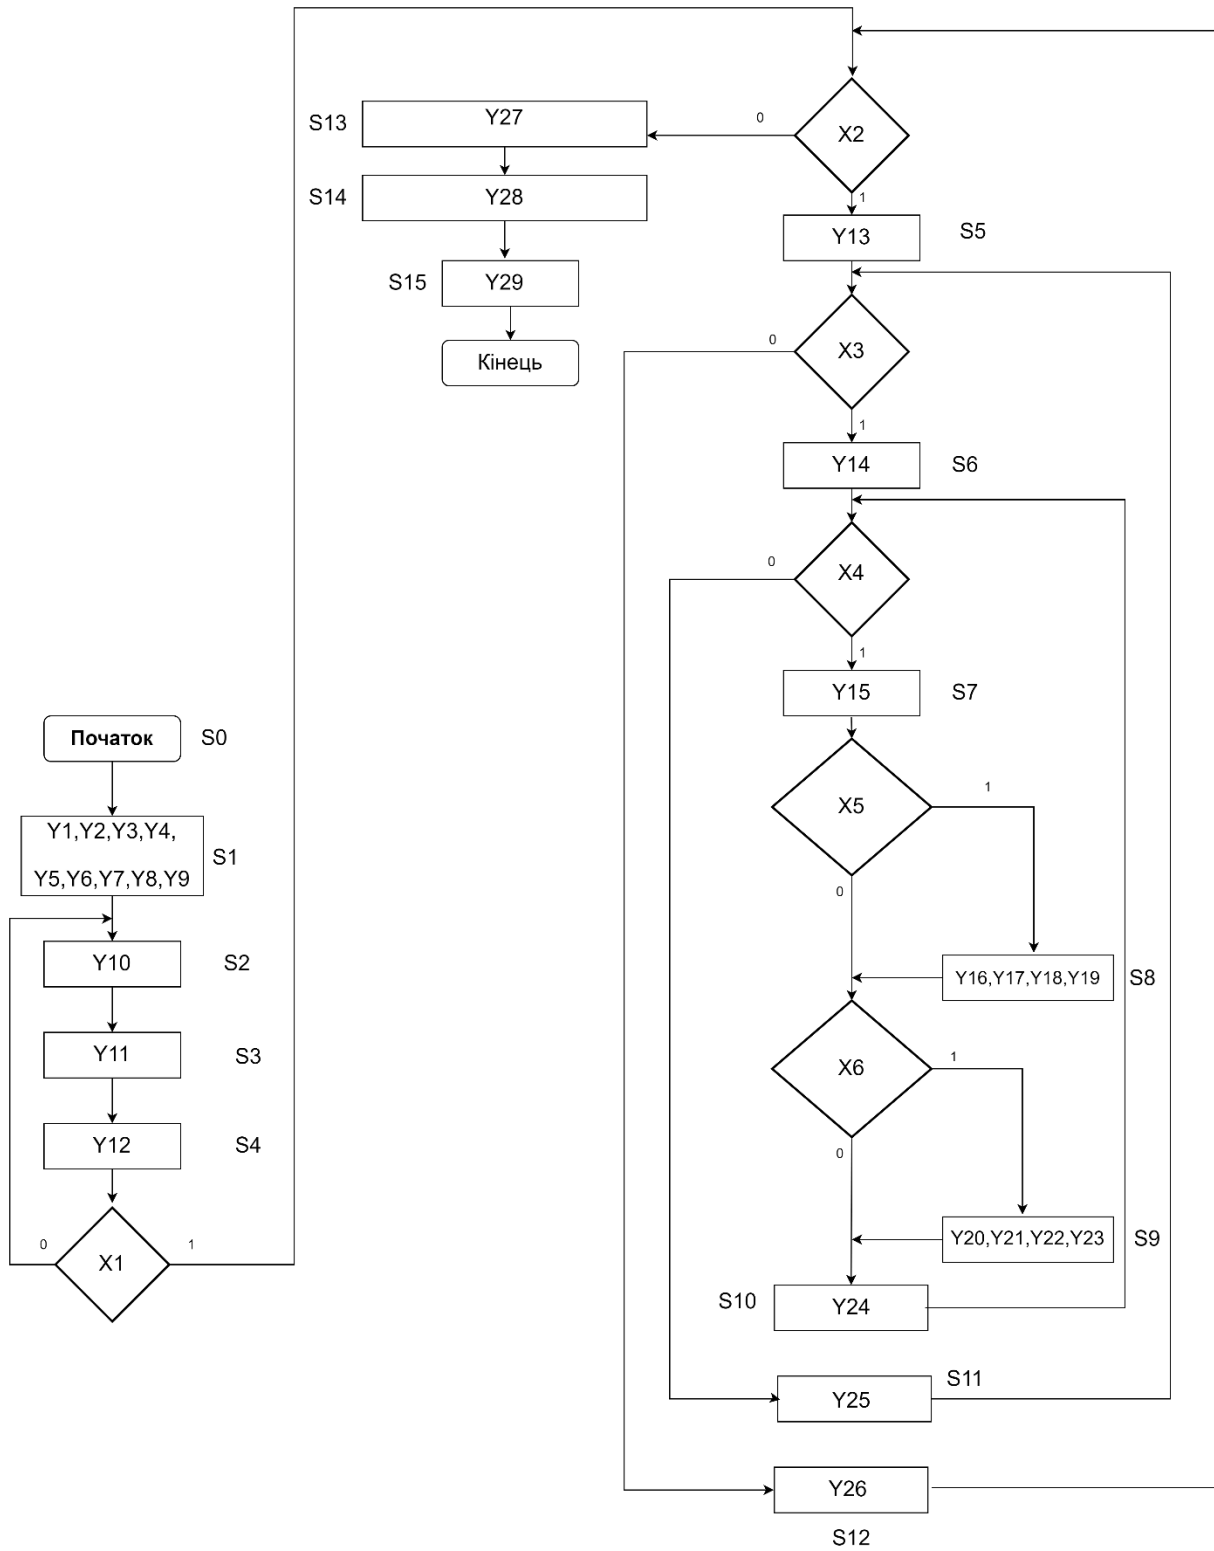 Початок
S0
Y1,Y2,Y3,Y4,
Y5,Y6,Y7,Y8,Y9
S1
Y10
S2
Y11
S3
Y12
S4
X1
0
1
X2
0
1
Y27
S13
Y28
S14
Y29
S15
Кінець
Y13
S5
X3
0
1
Y14
S6
X4
0
1
Y15
S7
X5
1
0
Y16,Y17,Y18,Y19
S8
X6
1
0
Y20,Y21,Y22,Y23
S9
S10
Y24
S11
Y25
Y26
S12